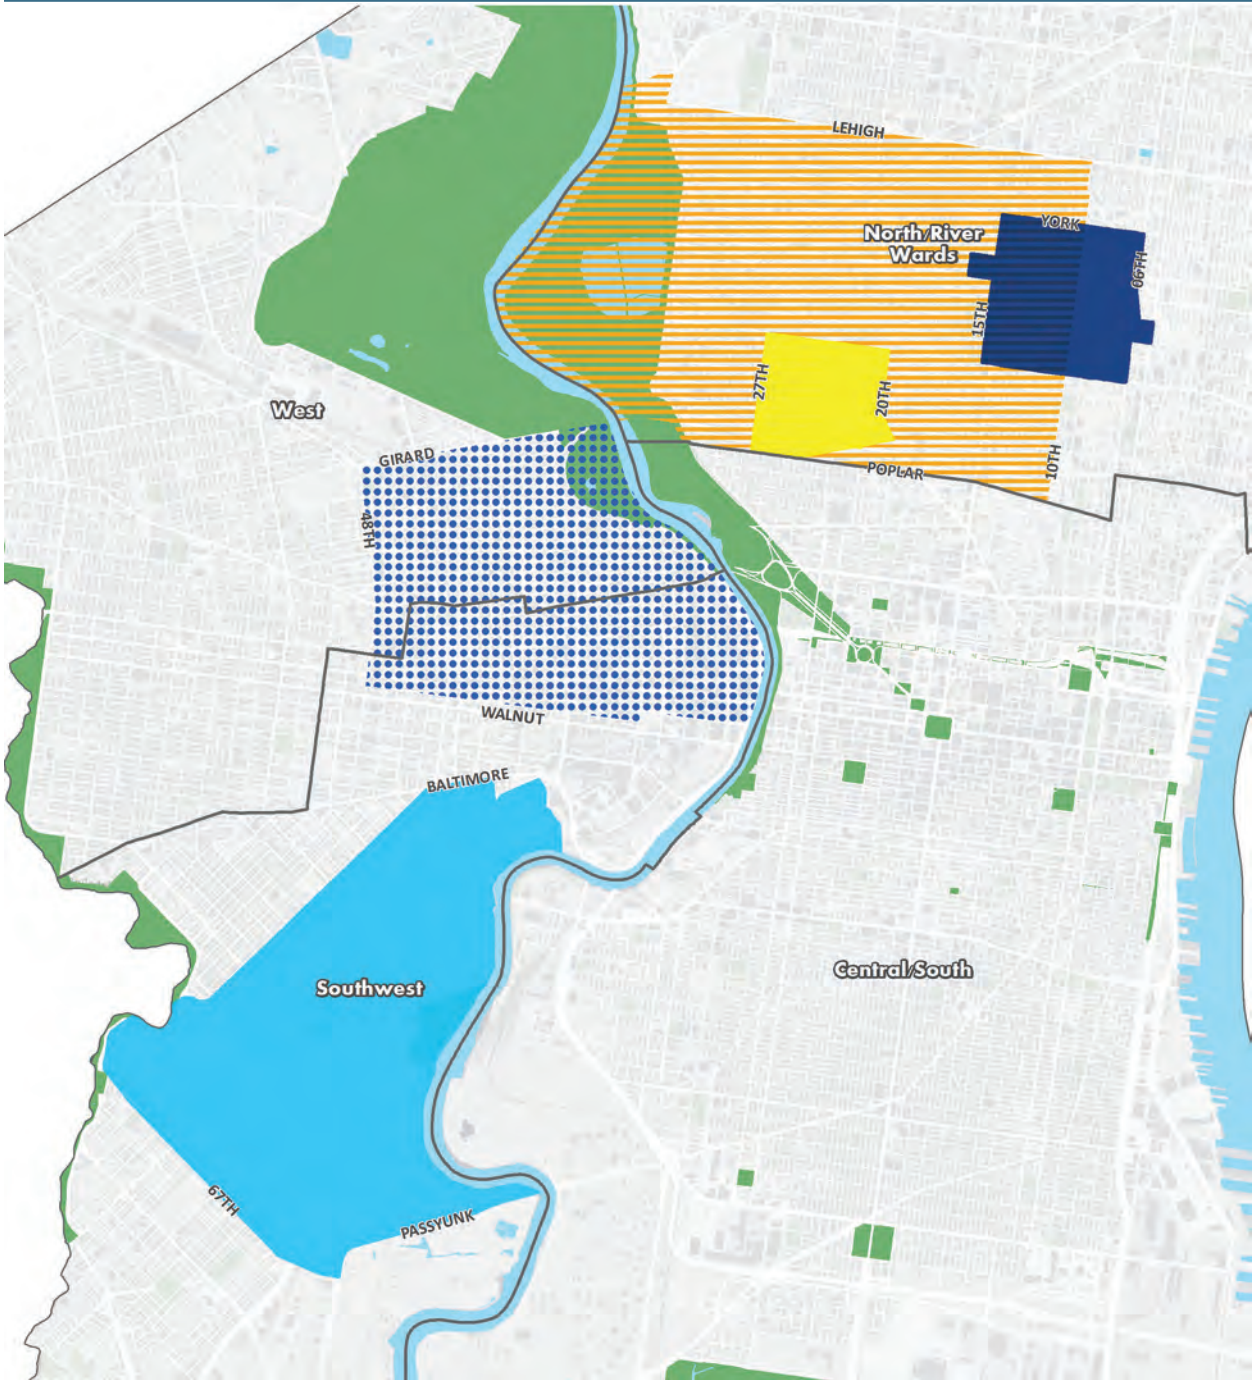 LEHIGH
YORK
North/River
Wards
06TH
15TH
27TH
20TH
West
GIRARD
POPLAR
10TH
48TH
WALNUT
BALTIMORE
Central/South
Southwest
67TH
PASSYUNK